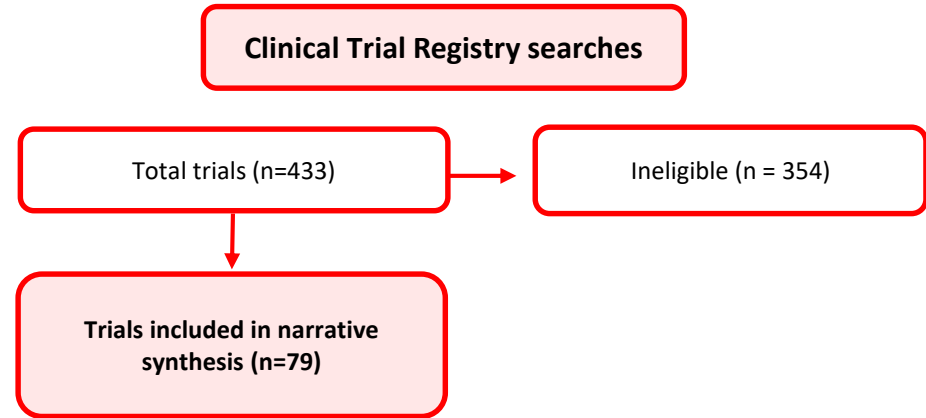 Clinical Trial Registry searches
Total trials (n=433)
Ineligible (n = 354)
Trials included in narrative
synthesis (n=79)